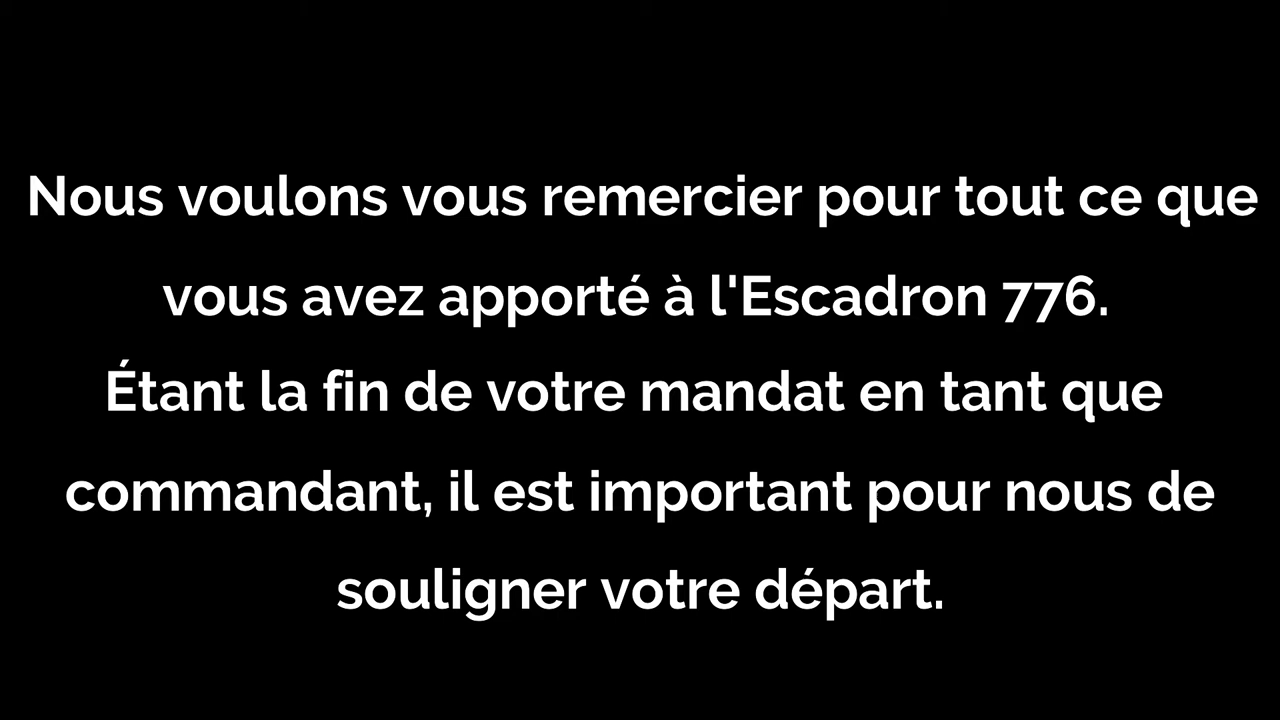 Nous voulons vous remercier pour tout ce que
vous avez apporté à l'Escadron 776.
Étant la fin de votre mandat en tant que
commandant, il est important pour nous de
souligner votre départ.